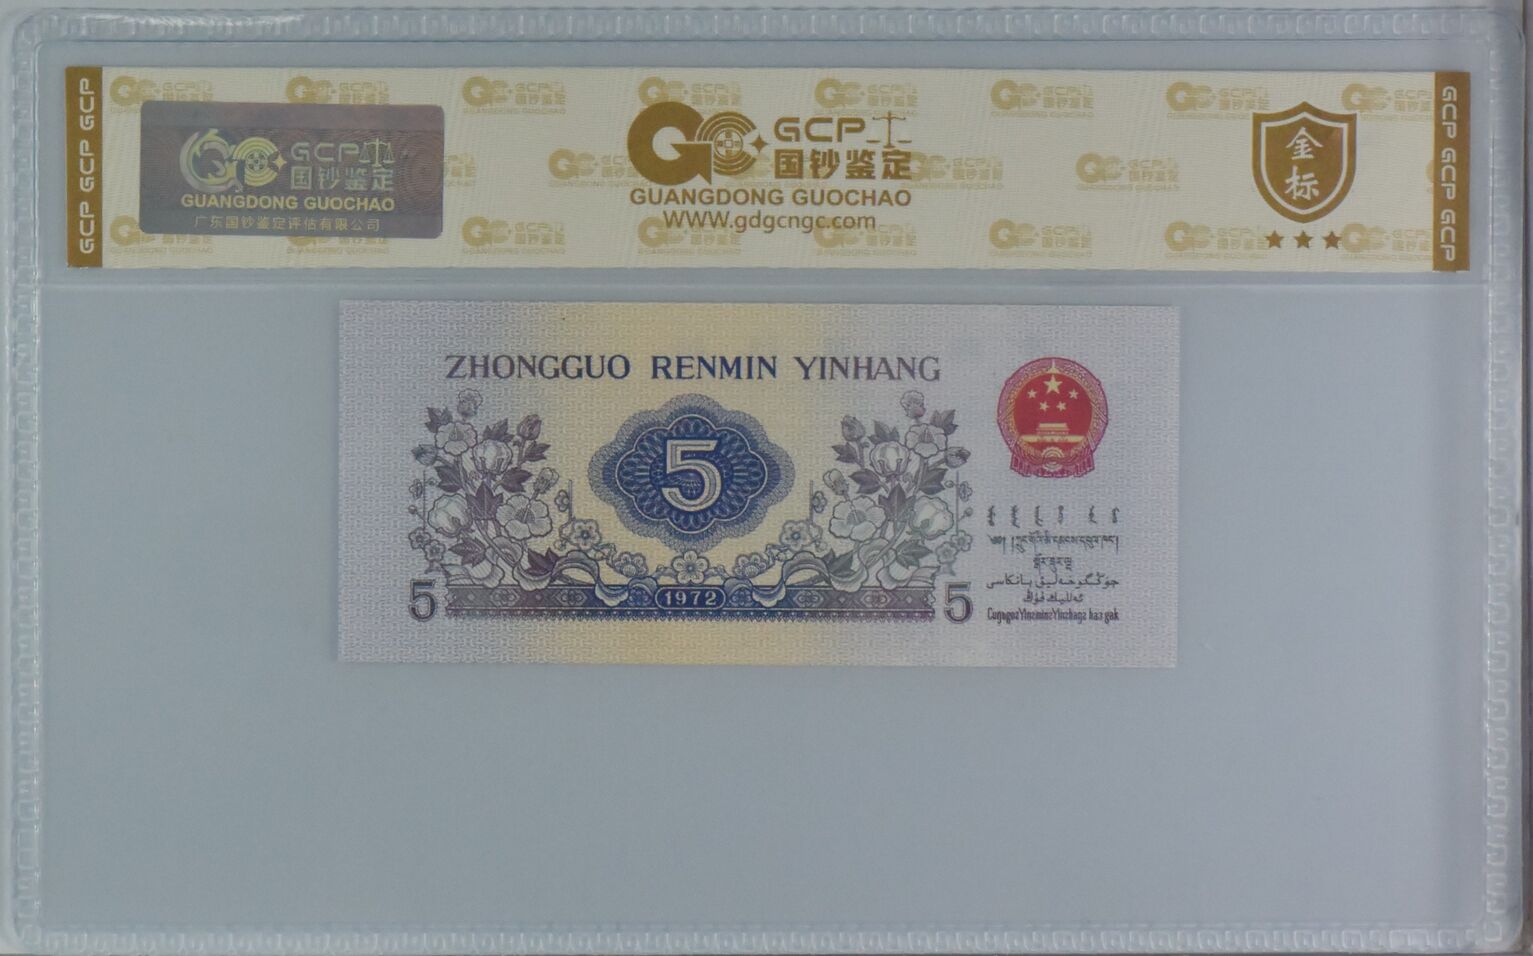 GCP GCP GCP
GCP
国钞鉴定
GUANGDONG GUOCHAO
广东国钞鉴定评估有限公司
GCP
国钞鉴定
GUANGDONG GUOCHAO
WWW.gdgcngc.com
金
标
GCP GCP GCP
ZHONGGUO RENMIN YINHANG
5
5
1972
5